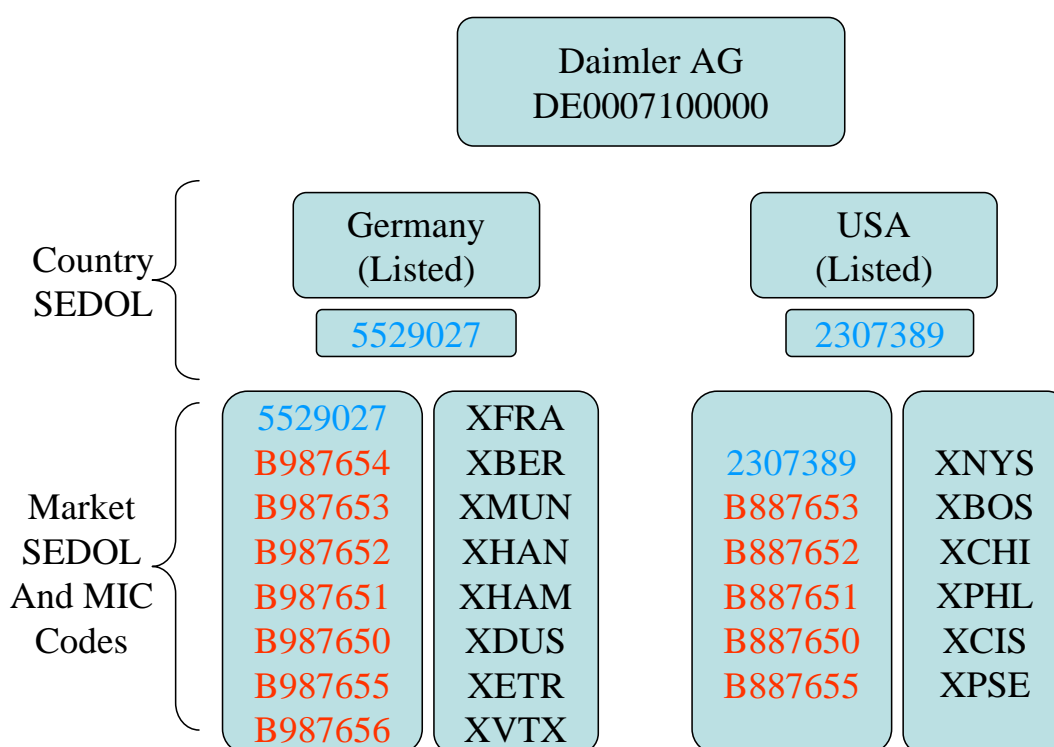 Daimler AG
DE0007100000
Country
SEDOL
Germany
(Listed)
5529027
USA
(Listed)
2307389
Market
SEDOL
And MIC
Codes
5529027 XFRA
B987654 XBER
B987653 XMUN
B987652 XHAN
B987651 XHAM
B987650 XDUS
B987655 XETR
B987656 XVTX
2307389 XNYS
B887653 XBOS
B887652 XCHI
B887651 XPHL
B887650 XCIS
B887655 XPSE